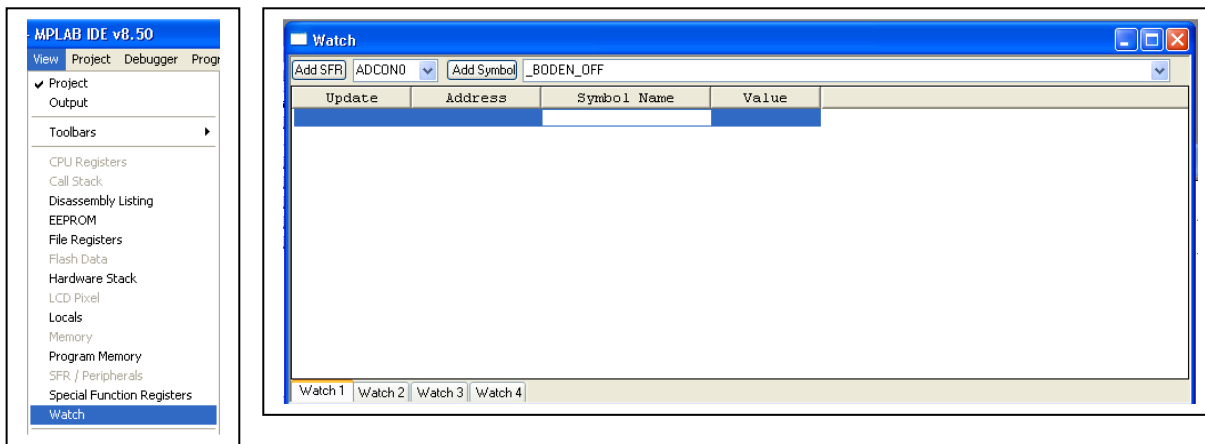 MPLAB IDE v8.50
View Project Debugger
Project
Output
Toolbars
CPU Registers
Call Stack
Disassembly Listing
EEPROM
File Registers
Flash Data
Hardware Stack
LCD Pixel
Locals
Memory
Program Memory
SFR / Peripherals
Special Function Registers
Watch
Watch
Add SFR ADCON0 Add Symbol _BODEN_OFF
Update Address Symbol Name Value
Watch 1 Watch 2 Watch 3 Watch 4